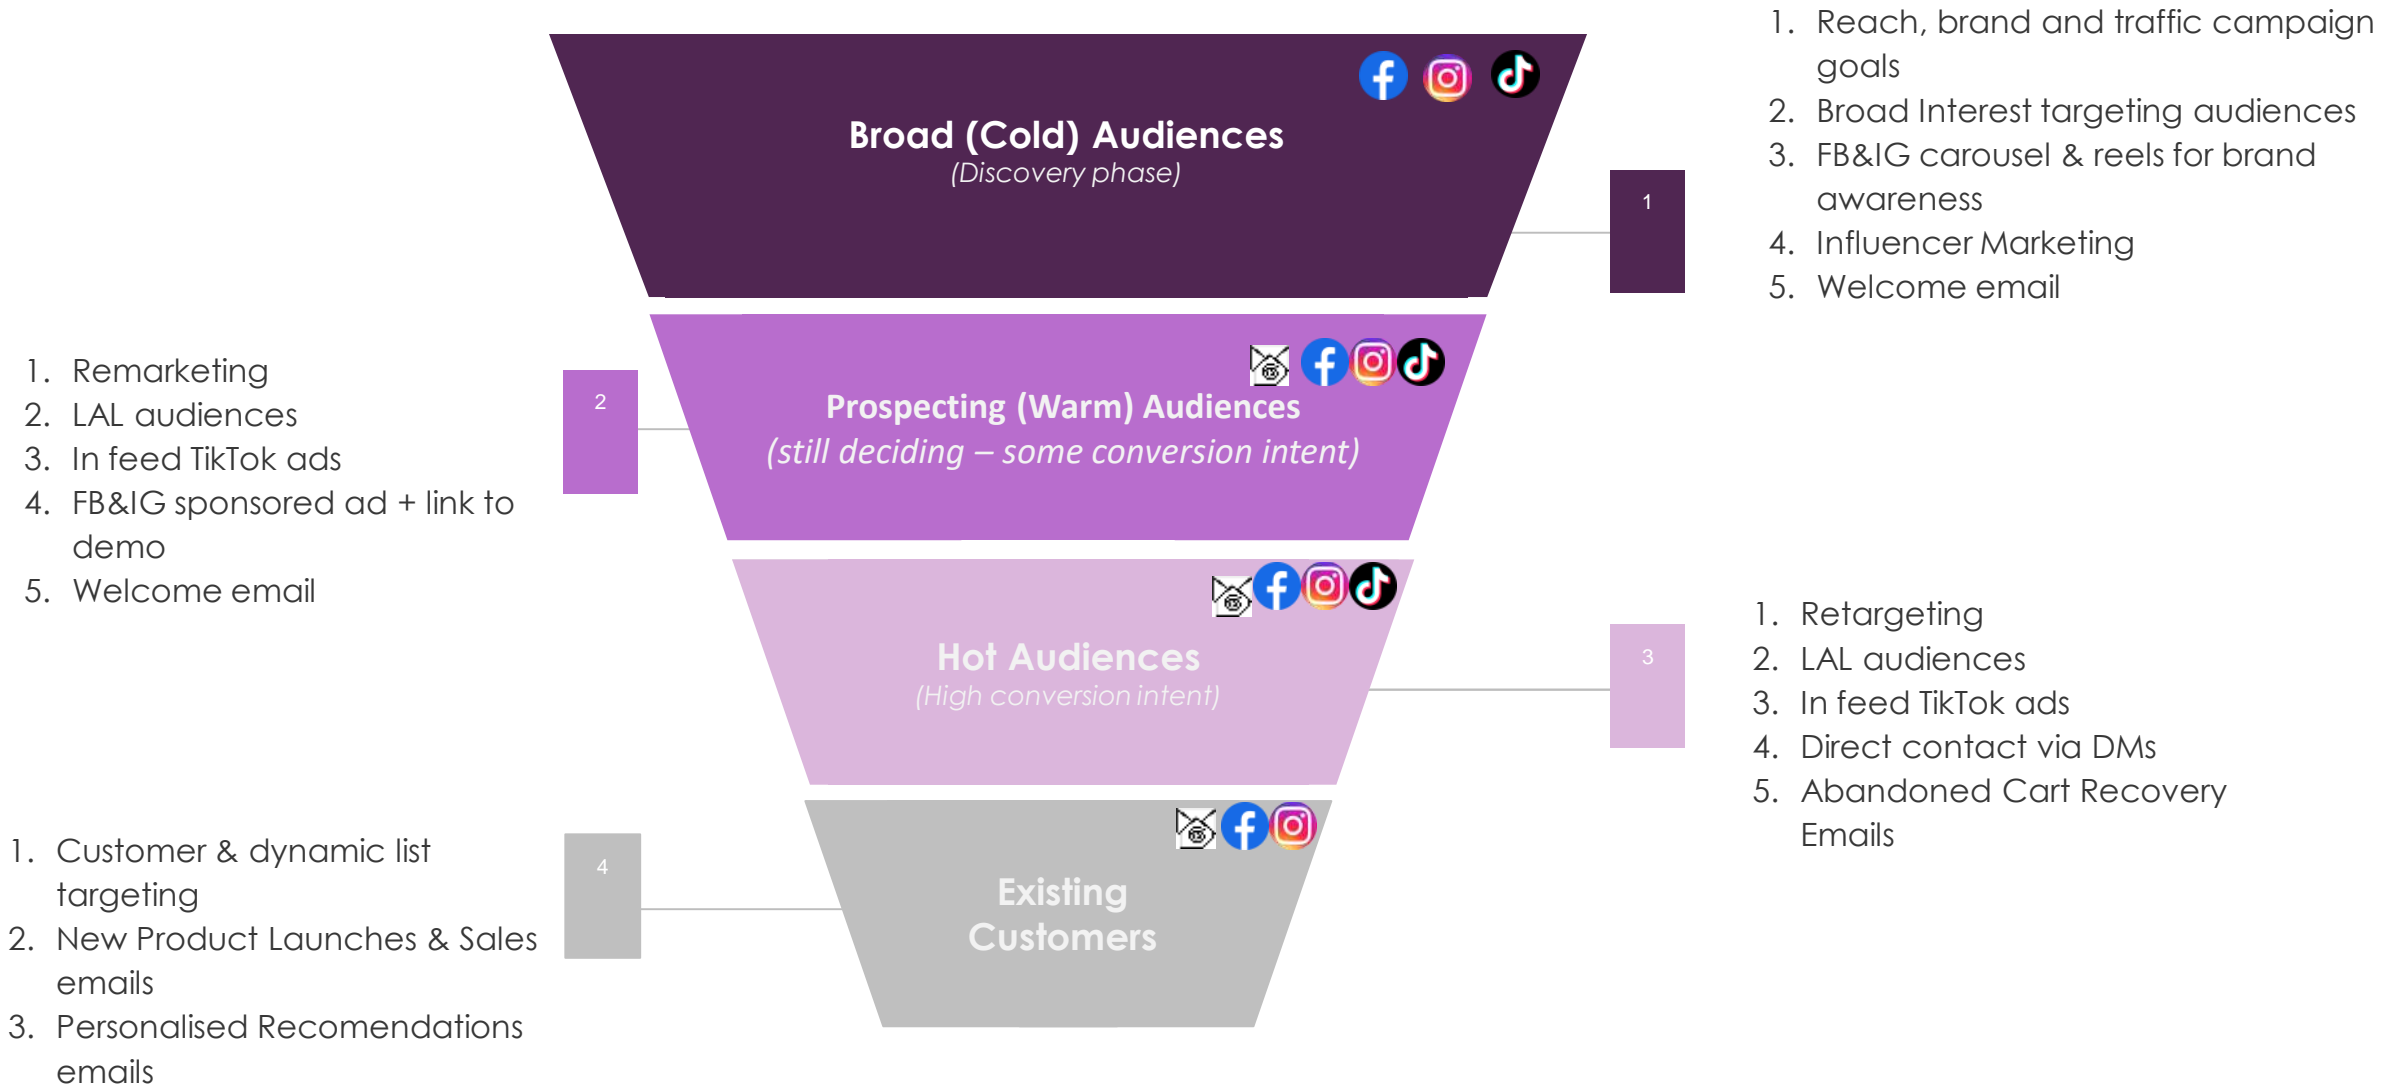 1. Reach, brand and traffic campaign
goals
2. Broad Interest targeting audiences
3. FB&IG carousel & reels for brand
awareness
4. Influencer Marketing
5. Welcome email
Broad (Cold) Audiences
(Discovery phase)
1
1. Remarketing
2. LAL audiences
3. In feed TikTok ads
4. FB&IG sponsored ad + link to
demo
5. Welcome email
2
Prospecting (Warm) Audiences
(still deciding – some conversion intent)
Hot Audiences
(High conversion intent)
3
1. Retargeting
2. LAL audiences
3. In feed TikTok ads
4. Direct contact via DMs
5. Abandoned Cart Recovery
Emails
1. Customer & dynamic list
targeting
2. New Product Launches & Sales
emails
3. Personalised Recomendations
emails
4
Existing
Customers